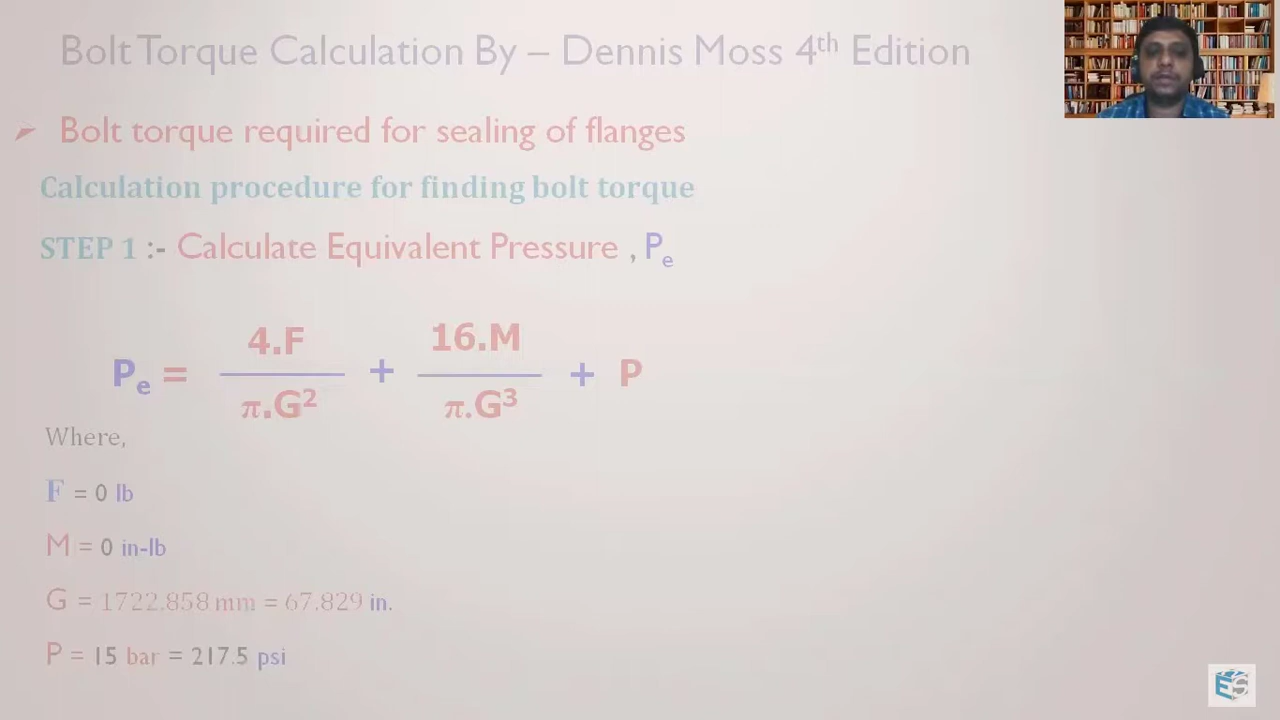 Bolt Torque Calculation By – Dennis Moss 4th Edition
Bolt torque required for sealing of flanges
Calculation procedure for finding bolt torque
STEP 1 :- Calculate Equivalent Pressure , Pe
Pe = 4.F / π.G² + 16.M / π.G³ + P
Where,
F = 0 lb
M = 0 in-lb
G = 1722.858 mm = 67.829 in.
P = 15 bar = 217.5 psi
ES